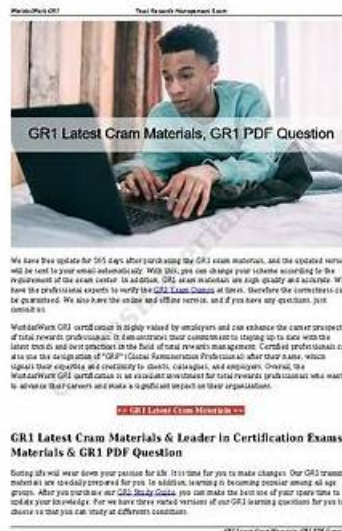 WorldatWork GR1 Total Rewards Management Exam
GR1 Latest Cram Materials, GR1 PDF Question
We have free update for 365 days after purchasing the GR1 exam materials, and the updated version
will be sent to your email automatically. With this, you can change your scheme according to the
requirement of the exam center. In addition, GR1 exam materials are high quality and accurate. We
have the professional experts to verify the GR1 Exam Dumps at times, therefore the correctness can
be guaranteed. We also have the online and offline service, and if you have any questions, just
consult us.
WorldatWork GR1 certification is highly valued by employers and can enhance the career prospects
of total rewards professionals. It demonstrates their commitment to staying up to date with the
latest trends and best practices in the field of total rewards management. Certified professionals can
also use the designation of "GRP" (Global Remuneration Professional) after their name, which
signals their expertise and credibility to clients, colleagues, and employers. Overall, the
WorldatWork GR1 certification is an excellent investment for total rewards professionals who want
to advance their careers and make a significant impact on their organizations.
>> GR1 Latest Cram Materials <<
GR1 Latest Cram Materials & Leader in Certification Exams
Materials & GR1 PDF Question
Boring life will wear down your passion for life. It is time for you to make changes. Our GR1 training
materials are specially prepared for you. In addition, learning is becoming popular among all age
groups. After you purchase our GR1 Study Guide, you can make the best use of your spare time to
update your knowledge. For we have three varied versions of our GR1 learning questions for you to
choose so that you can study at different conditions.